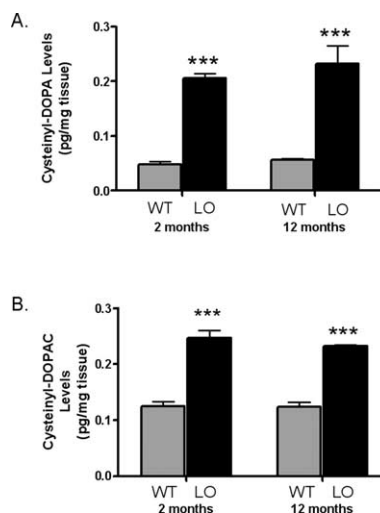 A.
Cysteinyl-DOPA Levels
(pg/mg tissue)
0.3
0.2
0.1
0.0
***
***
WT LO WT LO
2 months 12 months
B.
Cysteinyl-DOPAC
Levels
(pg/mg tissue)
0.3
0.2
0.1
0.0
***
***
WT LO WT LO
2 months 12 months